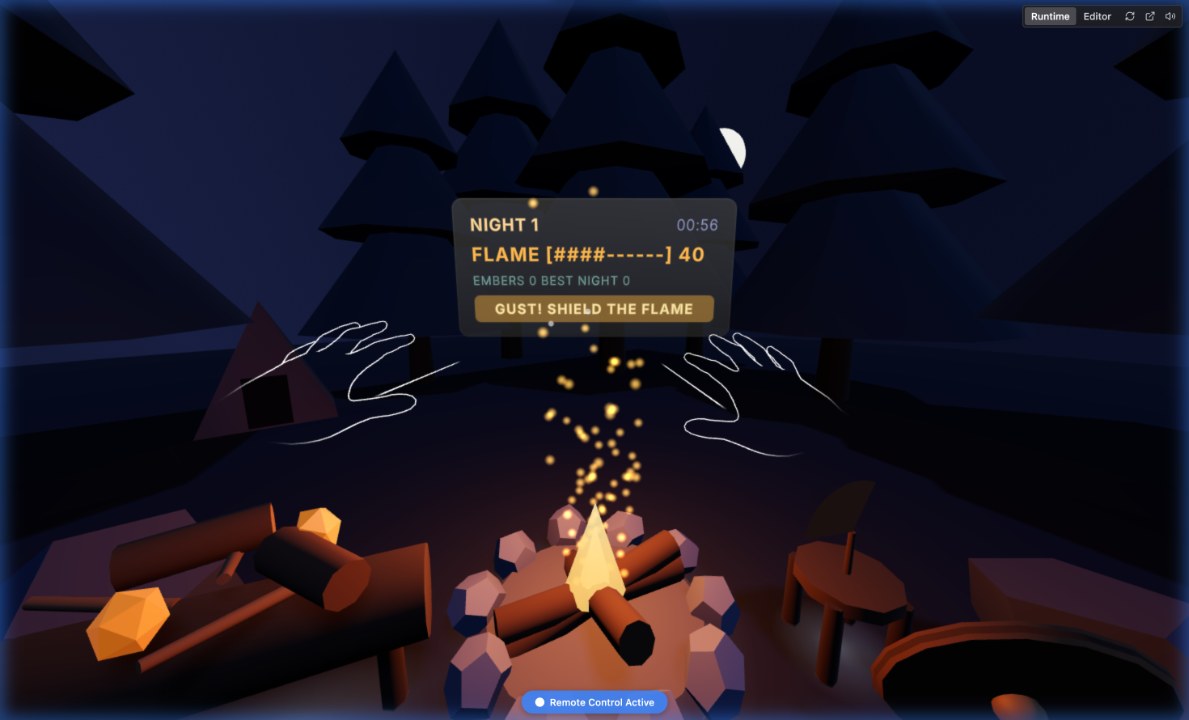 Runtime Editor
NIGHT 1 00:56
FLAME [####------] 40
EMBERS 0 BEST NIGHT 0
GUST! SHIELD THE FLAME
Remote Control Active